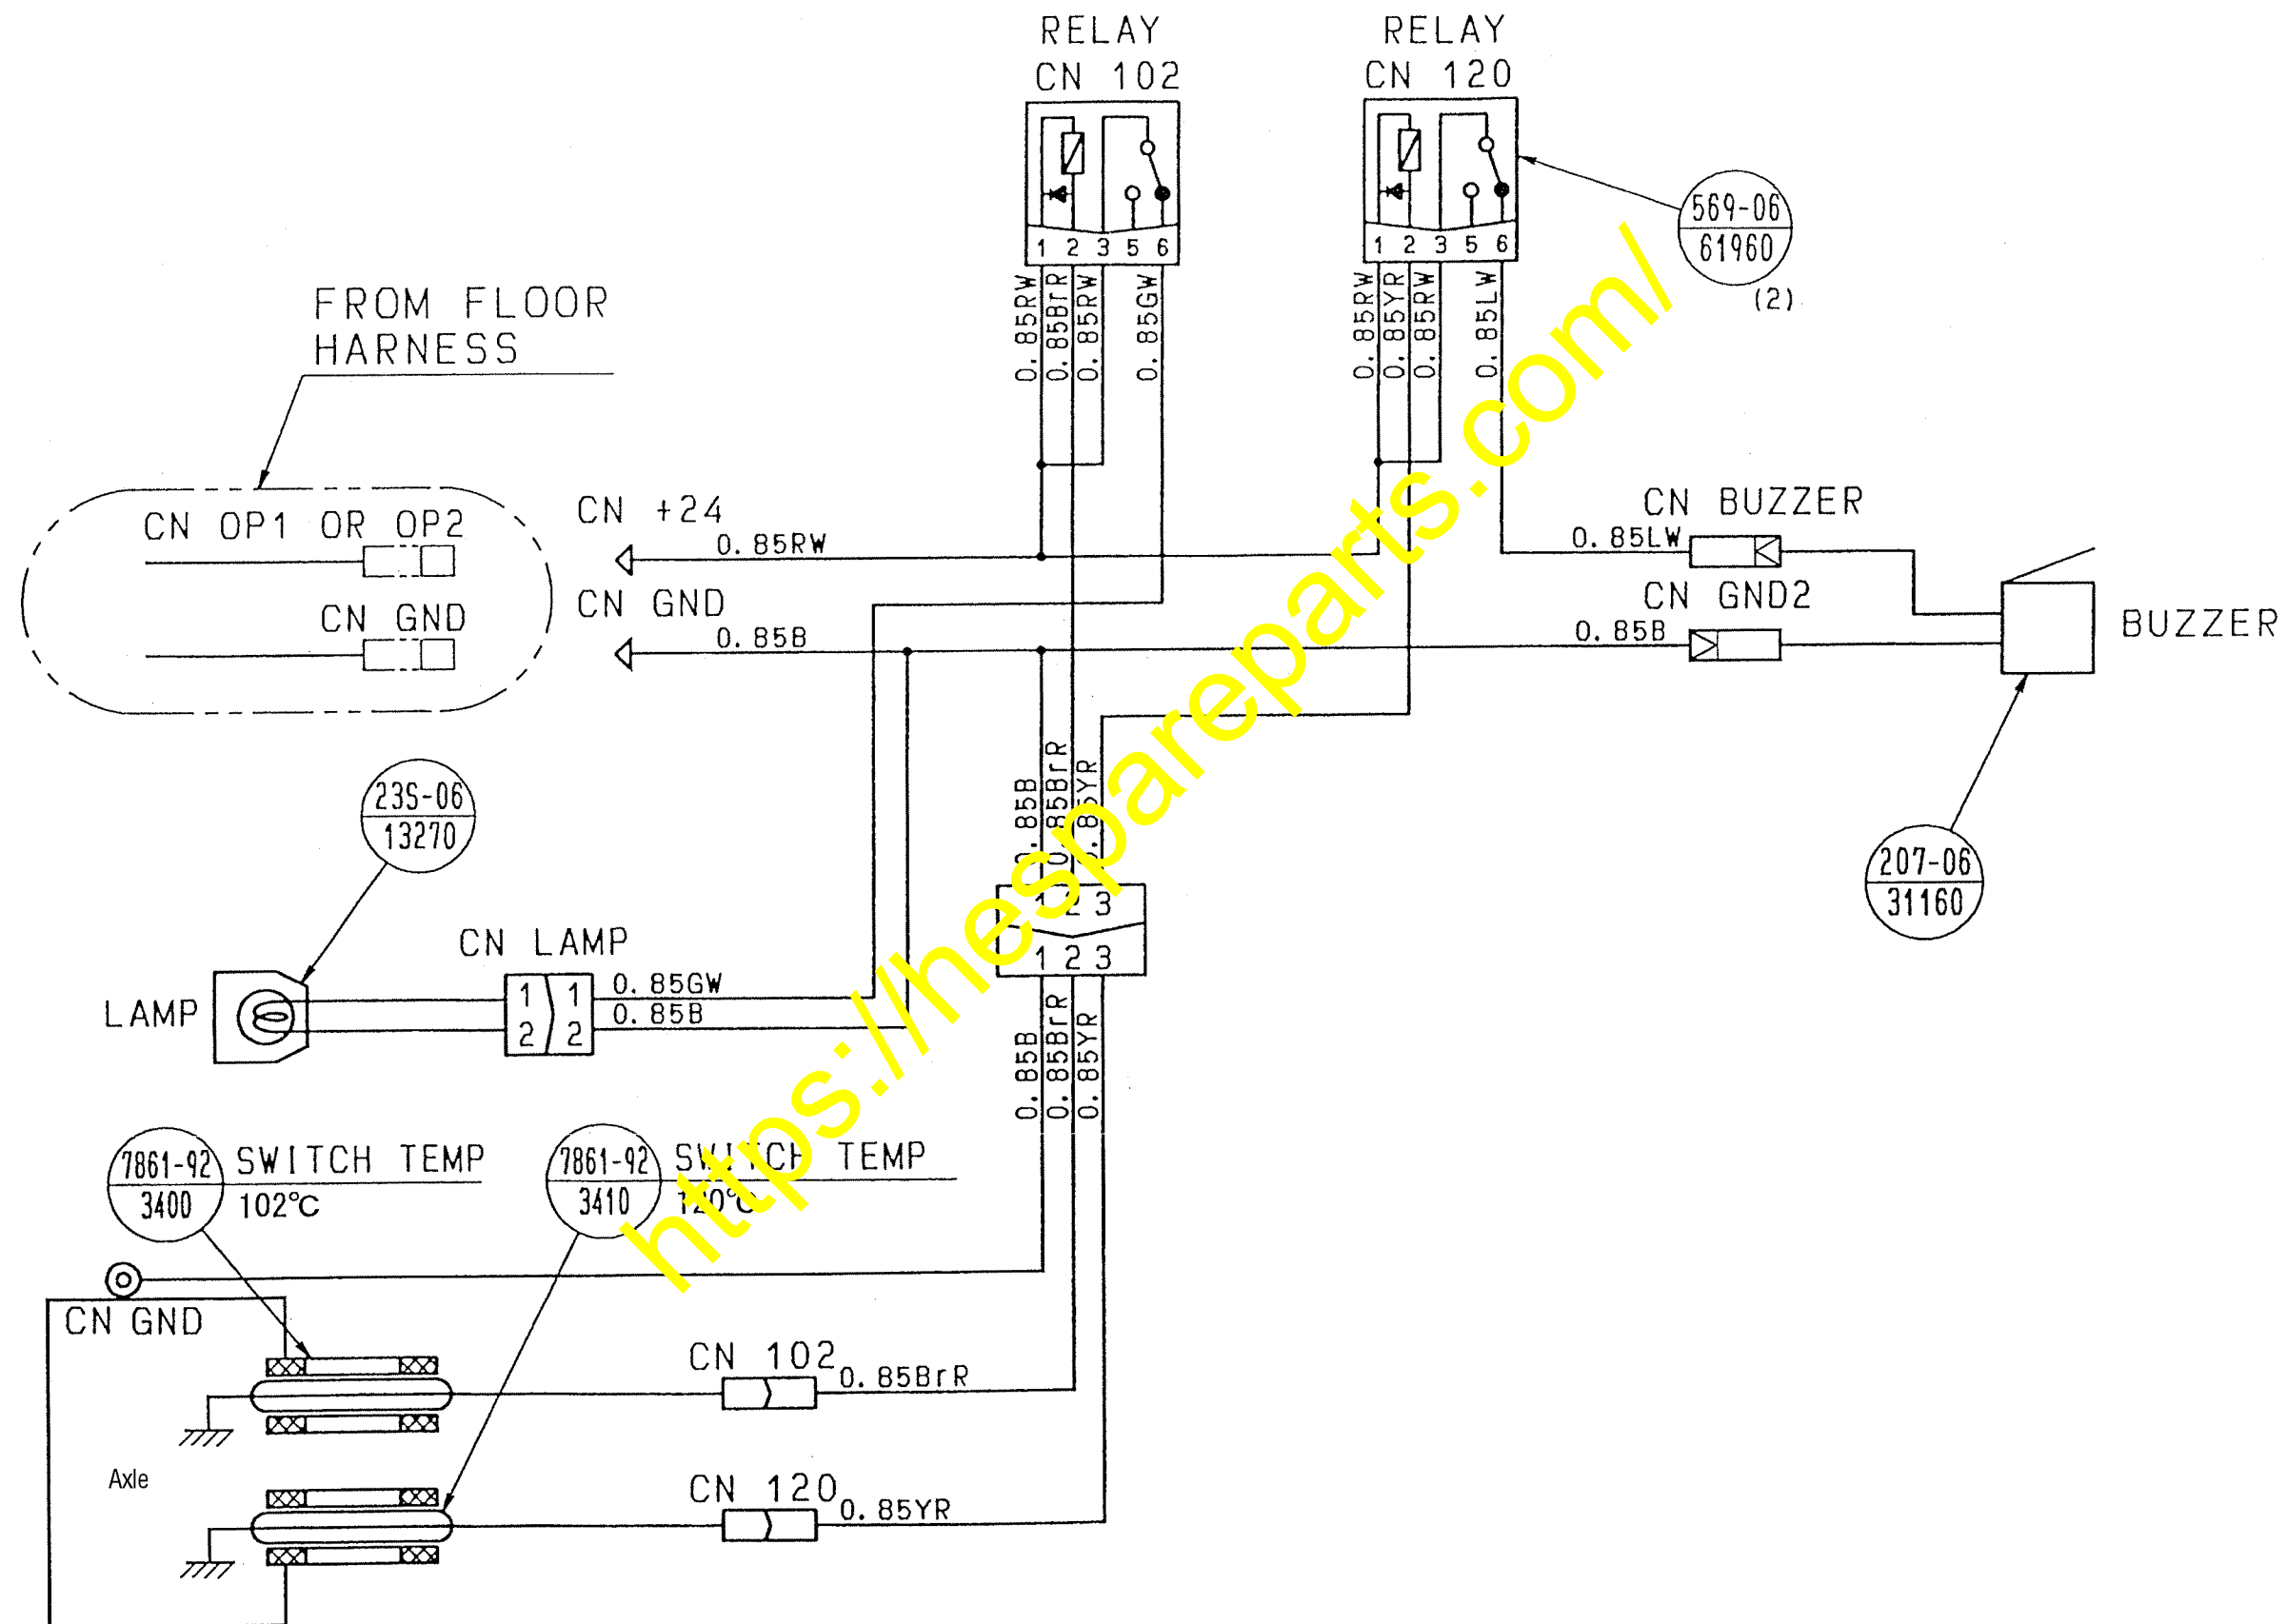 RELAY
CN 102
1 2 3 5 6
0.85RW
0.85BrR
0.85RW
0.85GW
RELAY
CN 120
1 2 3 5 6
0.85RW
0.85YR
0.85RW
0.85LW
569-06
61960
(2)
FROM FLOOR
HARNESS
CN OP1 OR OP2
CN GND
CN +24
0.85RW
CN GND
0.85B
CN BUZZER
0.85LW
CN GND2
0.85B
BUZZER
207-06
31160
23S-06
13270
0.85B
0.85BrR
0.85YR
1 2 3
1 2 3
0.85B
0.85BrR
0.85YR
CN LAMP
LAMP
1 1
2 2
0.85GW
0.85B
7861-92
3400
SWITCH TEMP
102°C
7861-92
3410
SWITCH TEMP
120°C
CN GND
CN 102
0.85BrR
Axle
CN 120
0.85YR
https://hespareparts.com/